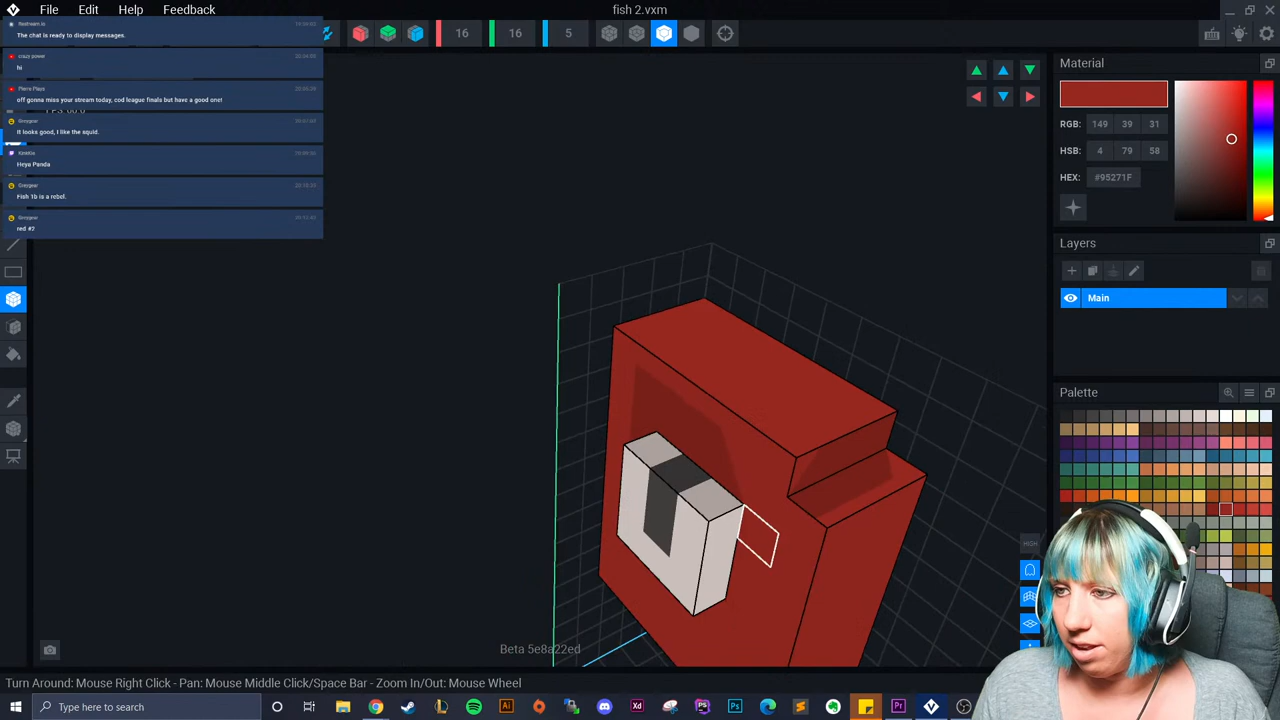 File Edit Help Feedback
fish 2.vxm
Restream.io
The chat is ready to display messages.
crazy power
hi
Pierre Plays
off gonna miss your stream today, cod league finals but have a good one!
Greygear
It looks good, I like the squid.
Heya Panda
Greygear
Fish 1b is a rebel.
Greygear
red #2
16 16 5
Material
RGB: 149 39 31
HSB: 4 79 58
HEX: #95271F
Layers
Main
Palette
Beta 5e8a22ed
Turn Around: Mouse Right Click - Pan: Mouse Middle Click/Space Bar - Zoom In/Out: Mouse Wheel
Type here to search